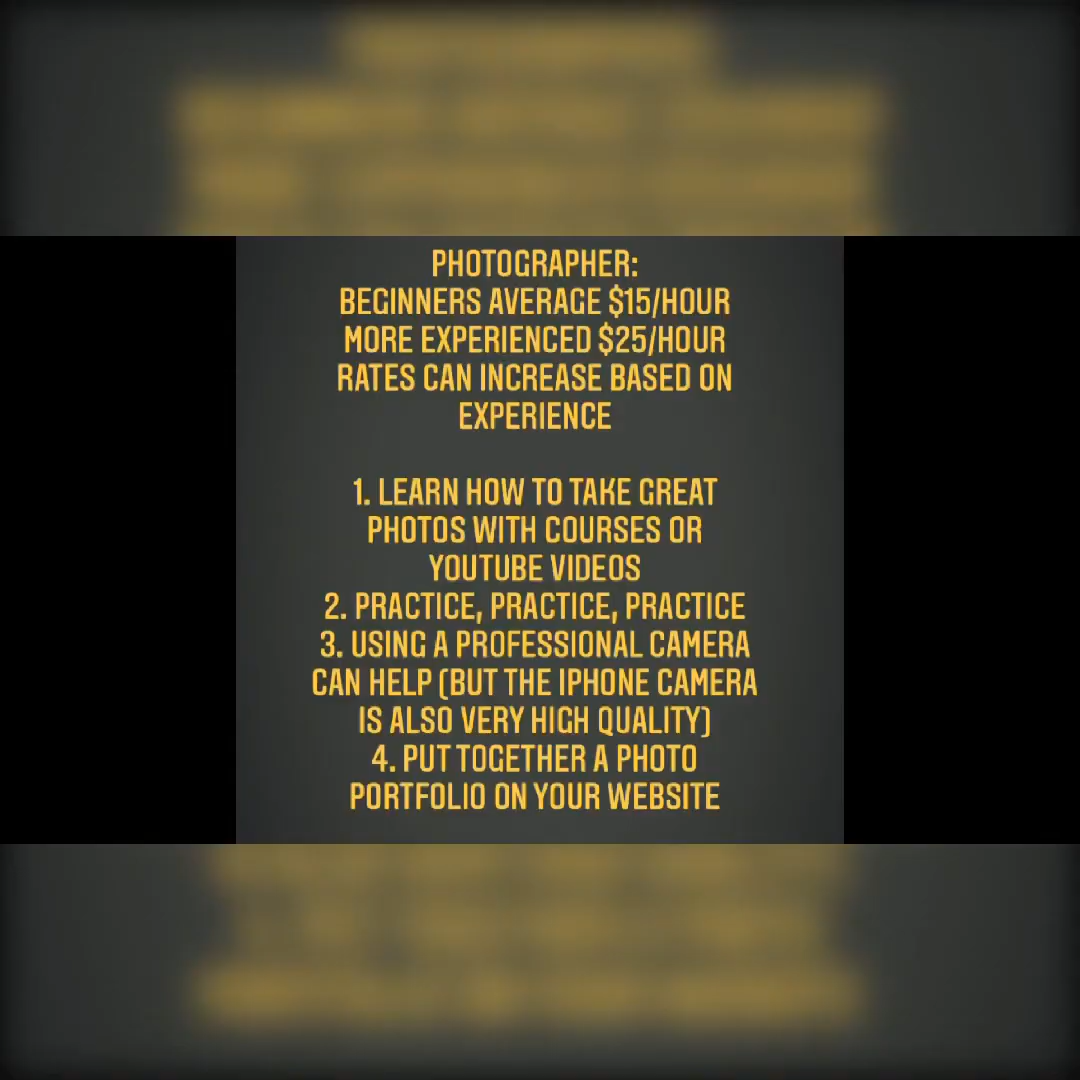 PHOTOGRAPHER:
BEGINNERS AVERAGE $15/HOUR
MORE EXPERIENCED $25/HOUR
RATES CAN INCREASE BASED ON
EXPERIENCE
1. LEARN HOW TO TAKE GREAT
PHOTOS WITH COURSES OR
YOUTUBE VIDEOS
2. PRACTICE, PRACTICE, PRACTICE
3. USING A PROFESSIONAL CAMERA
CAN HELP (BUT THE IPHONE CAMERA
IS ALSO VERY HIGH QUALITY)
4. PUT TOGETHER A PHOTO
PORTFOLIO ON YOUR WEBSITE